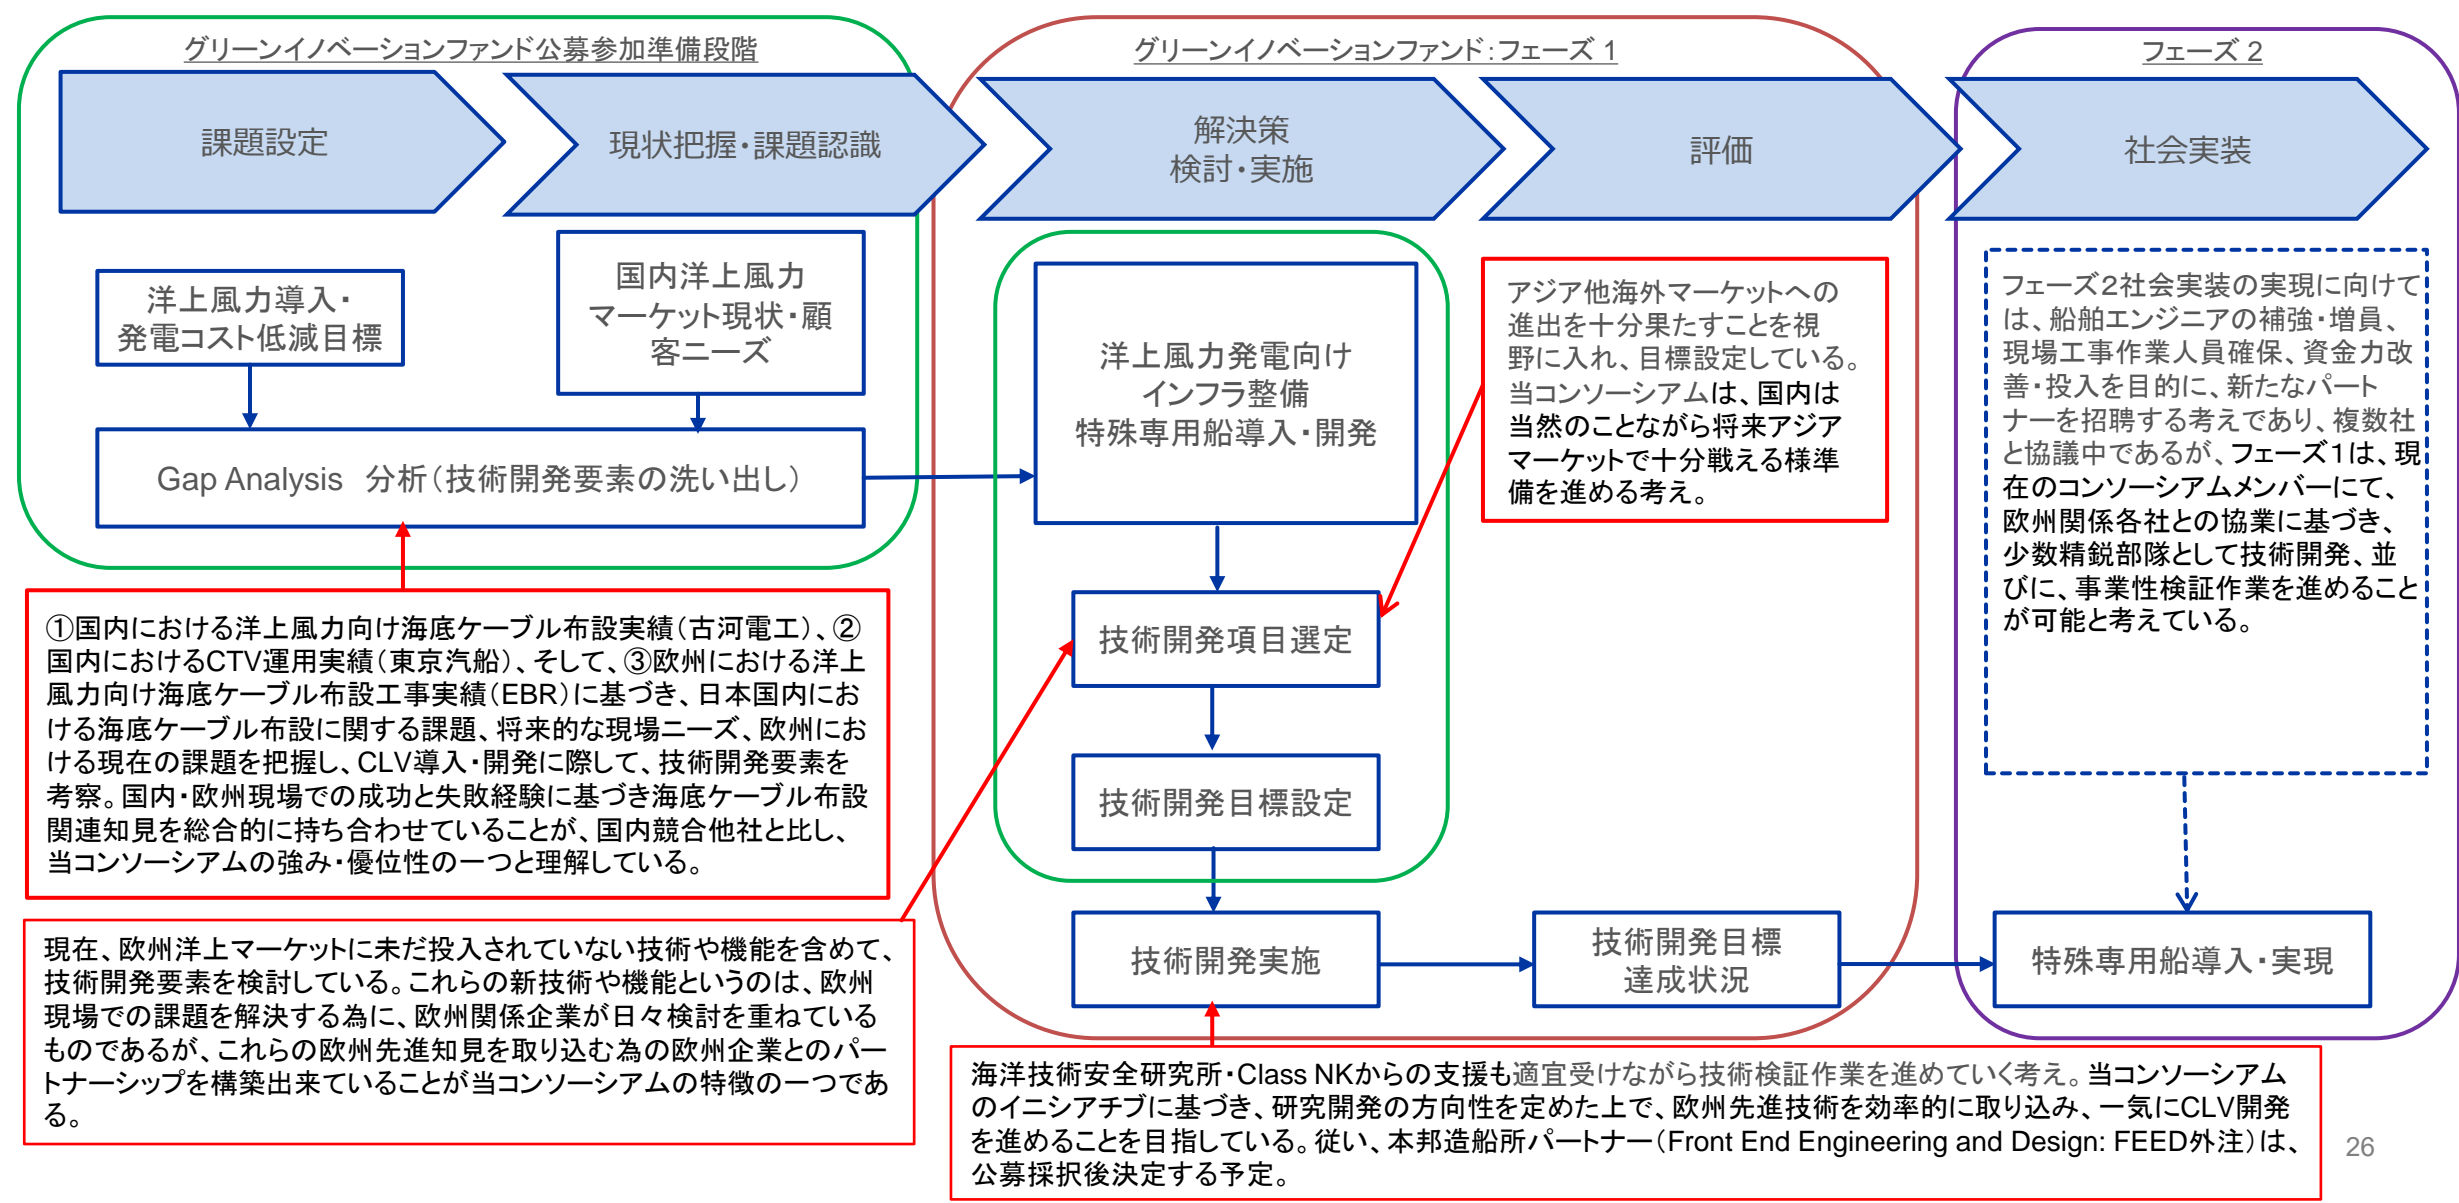 グリーンイノベーションファンド公募参加準備段階
グリーンイノベーションファンド：フェーズ 1
フェーズ 2
課題設定
現状把握・課題認識
解決策
検討・実施
評価
社会実装
洋上風力導入・
発電コスト低減目標
国内洋上風力
マーケット現状・顧
客ニーズ
Gap Analysis　分析（技術開発要素の洗い出し）
①国内における洋上風力向け海底ケーブル布設実績（古河電工）、②
国内におけるCTV運用実績（東京汽船）、そして、③欧州における洋上
風力向け海底ケーブル布設工事実績（EBR）に基づき、日本国内にお
ける海底ケーブル布設に関する課題、将来的な現場ニーズ、欧州にお
ける現在の課題を把握し、CLV導入・開発に際して、技術開発要素を
考察。国内・欧州現場での成功と失敗経験に基づき海底ケーブル布設
関連知見を総合的に持ち合わせていることが、国内競合他社と比し、
当コンソーシアムの強み・優位性の一つと理解している。
現在、欧州洋上マーケットに未だ投入されていない技術や機能を含めて、
技術開発要素を検討している。これらの新技術や機能というのは、欧州
現場での課題を解決する為に、欧州関係企業が日々検討を重ねている
ものであるが、これらの欧州先進知見を取り込む為の欧州企業とのパー
トナーシップを構築出来ていることが当コンソーシアムの特徴の一つであ
る。
洋上風力発電向け
インフラ整備
特殊専用船導入・開発
技術開発項目選定
技術開発目標設定
技術開発実施
アジア他海外マーケットへの
進出を十分果たすことを視
野に入れ、目標設定している。
当コンソーシアムは、国内は
当然のことながら将来アジア
マーケットで十分戦える様準
備を進める考え。
技術開発目標
達成状況
フェーズ２社会実装の実現に向けて
は、船舶エンジニアの補強・増員、
現場工事作業人員確保、資金力改
善・投入を目的に、新たなパート
ナーを招聘する考えであり、複数社
と協議中であるが、フェーズ１は、現
在のコンソーシアムメンバーにて、
欧州関係各社との協業に基づき、
少数精鋭部隊として技術開発、並
びに、事業性検証作業を進めること
が可能と考えている。
特殊専用船導入・実現
海洋技術安全研究所・Class NKからの支援も適宜受けながら技術検証作業を進めていく考え。当コンソーシアム
のイニシアチブに基づき、研究開発の方向性を定めた上で、欧州先進技術を効率的に取り込み、一気にCLV開発
を進めることを目指している。従い、本邦造船所パートナー（Front End Engineering and Design: FEED外注）は、
公募採択後決定する予定。
26